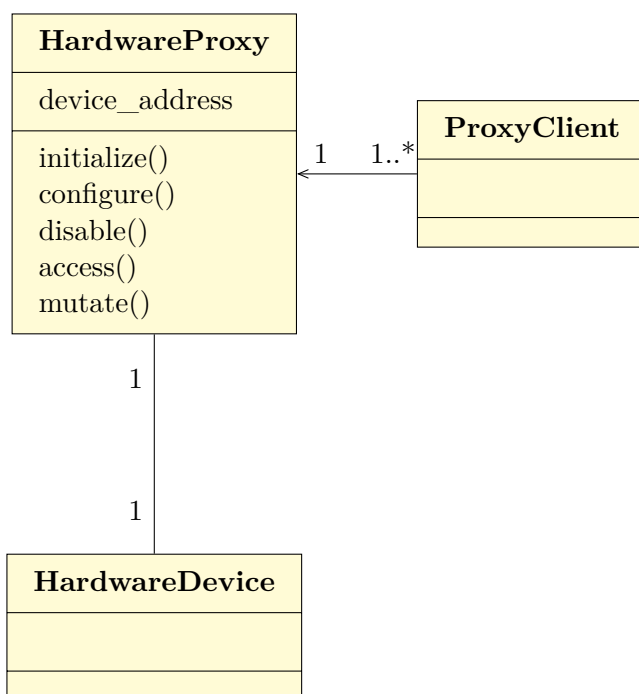 HardwareProxy
device_address
initialize()
configure()
disable()
access()
mutate()
ProxyClient
1 1..*
1
1
HardwareDevice